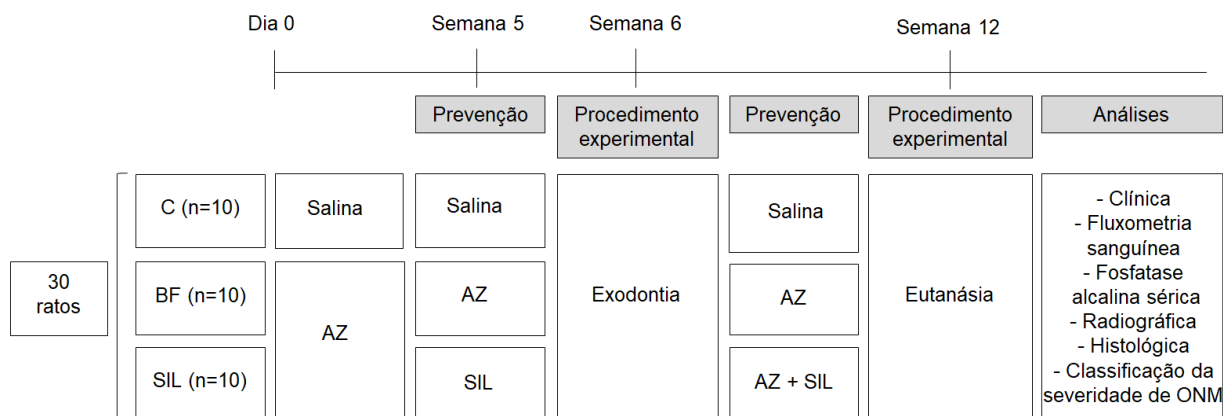 Dia 0
Semana 5
Semana 6
Semana 12
Prevenção
Procedimento
experimental
Prevenção
Procedimento
experimental
Análises
30
ratos
C (n=10)
Salina
Salina
Salina
BF (n=10)
AZ
AZ
Exodontia
AZ
Eutanásia
SIL (n=10)
SIL
AZ + SIL
- Clínica
- Fluxometria
sanguínea
- Fosfatase
alcalina sérica
- Radiográfica
- Histológica
- Classificação da
severidade de ONM